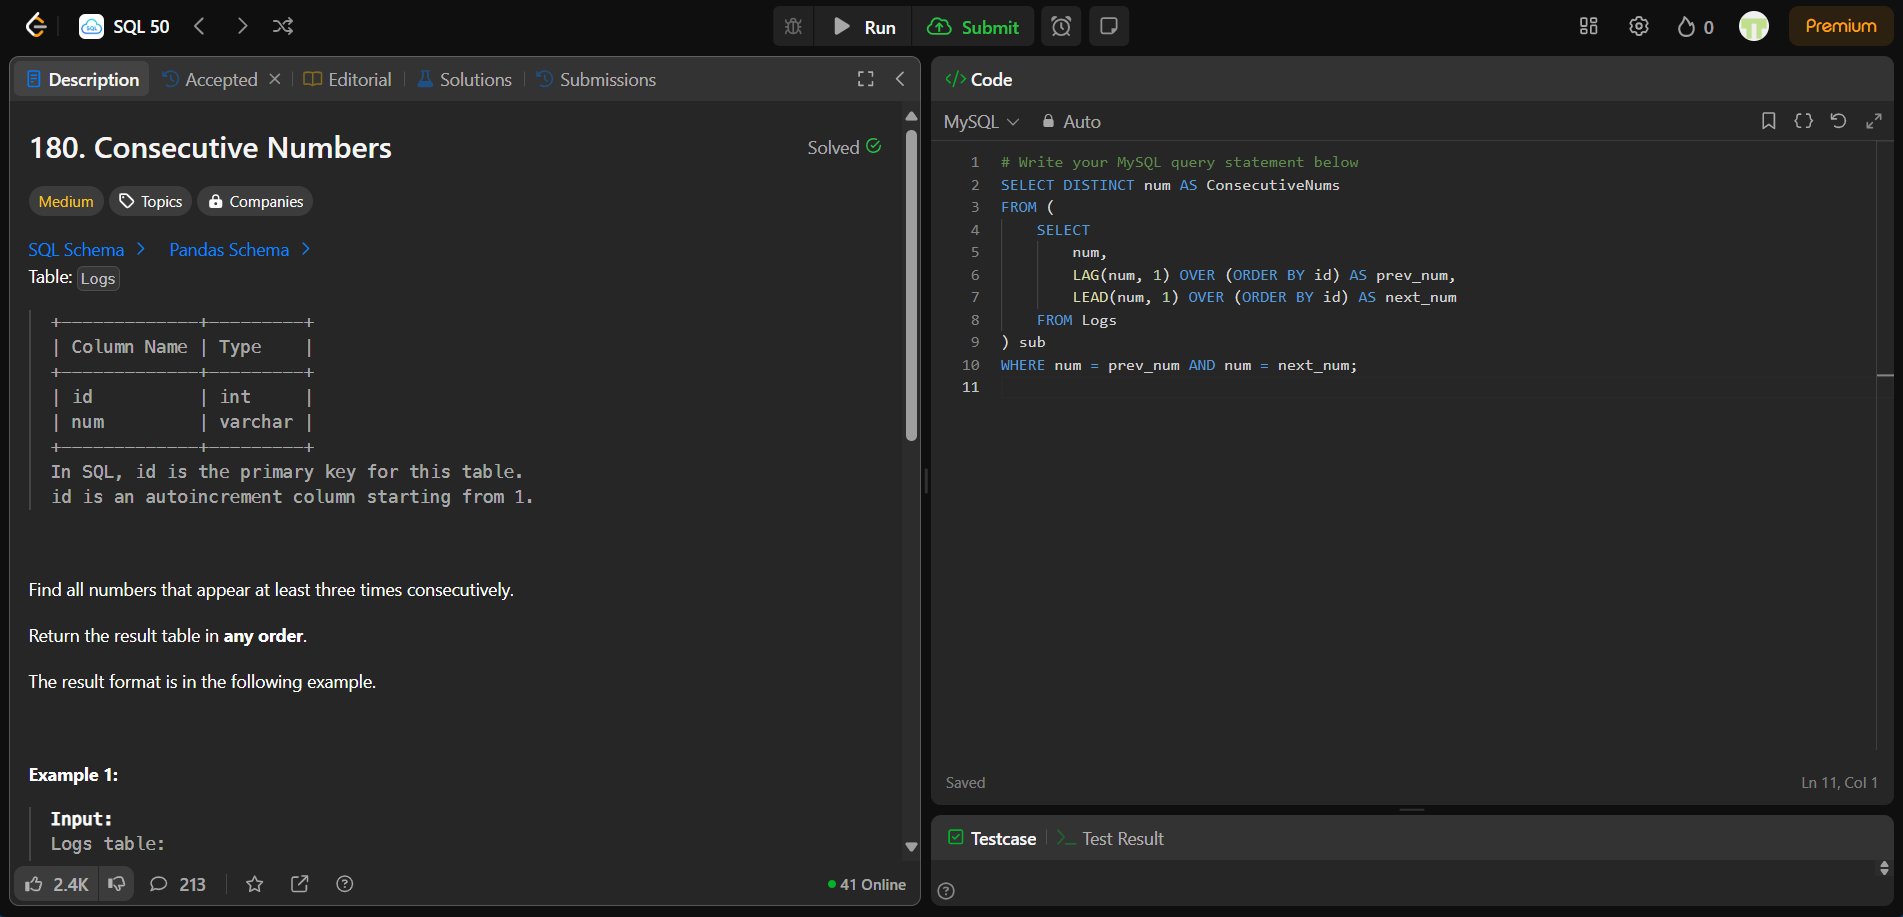 SQL 50
Run
Submit
0
Premium
Description
Accepted
Editorial
Solutions
Submissions
180. Consecutive Numbers
Solved
Medium
Topics
Companies
SQL Schema
Pandas Schema
Table: Logs
+-------------+---------+
| Column Name | Type    |
+-------------+---------+
| id          | int     |
| num         | varchar |
+-------------+---------+
In SQL, id is the primary key for this table.
id is an autoincrement column starting from 1.
Find all numbers that appear at least three times consecutively.
Return the result table in any order.
The result format is in the following example.
Example 1:
Input:
Logs table:
2.4K
213
41 Online
</> Code
MySQL
Auto
1 # Write your MySQL query statement below
2 SELECT DISTINCT num AS ConsecutiveNums
3 FROM (
4     SELECT
5         num,
6         LAG(num, 1) OVER (ORDER BY id) AS prev_num,
7         LEAD(num, 1) OVER (ORDER BY id) AS next_num
8     FROM Logs
9 ) sub
10 WHERE num = prev_num AND num = next_num;
11
Saved
Ln 11, Col 1
Testcase
Test Result